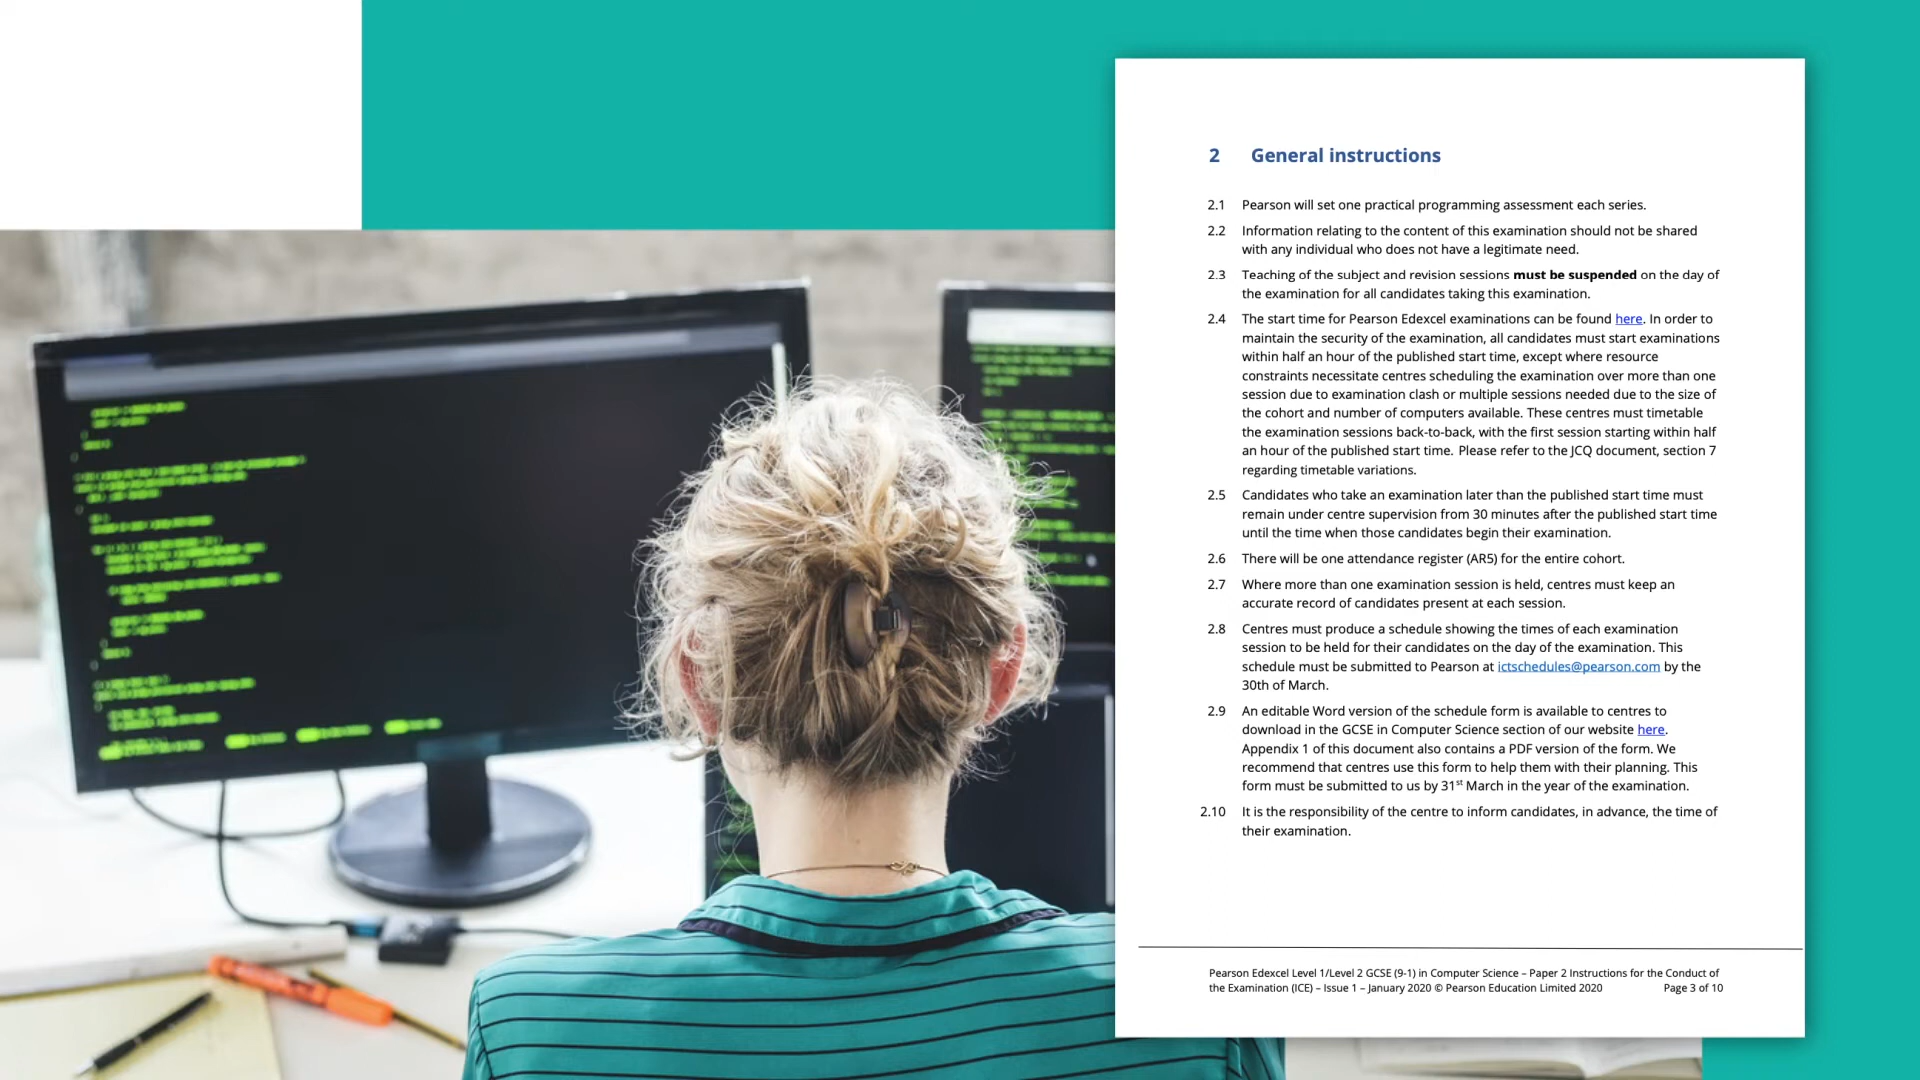 2 General instructions
2.1 Pearson will set one practical programming assessment each series.
2.2 Information relating to the content of this examination should not be shared
with any individual who does not have a legitimate need.
2.3 Teaching of the subject and revision sessions must be suspended on the day of
the examination for all candidates taking this examination.
2.4 The start time for Pearson Edexcel examinations can be found here. In order to
maintain the security of the examination, all candidates must start examinations
within half an hour of the published start time, except where resource
constraints necessitate centres scheduling the examination over more than one
session due to examination clash or multiple sessions needed due to the size of
the cohort and number of computers available. These centres must timetable
the examination sessions back-to-back, with the first session starting within half
an hour of the published start time. Please refer to the JCQ document, section 7
regarding timetable variations.
2.5 Candidates who take an examination later than the published start time must
remain under centre supervision from 30 minutes after the published start time
until the time when those candidates begin their examination.
2.6 There will be one attendance register (AR5) for the entire cohort.
2.7 Where more than one examination session is held, centres must keep an
accurate record of candidates present at each session.
2.8 Centres must produce a schedule showing the times of each examination
session to be held for their candidates on the day of the examination. This
schedule must be submitted to Pearson at ictschedules@pearson.com by the
30th of March.
2.9 An editable Word version of the schedule form is available to centres to
download in the GCSE in Computer Science section of our website here.
Appendix 1 of this document also contains a PDF version of the form. We
recommend that centres use this form to help them with their planning. This
form must be submitted to us by 31st March in the year of the examination.
2.10 It is the responsibility of the centre to inform candidates, in advance, the time of
their examination.
Pearson Edexcel Level 1/Level 2 GCSE (9-1) in Computer Science – Paper 2 Instructions for the Conduct of
the Examination (ICE) – Issue 1 – January 2020 © Pearson Education Limited 2020 Page 3 of 10